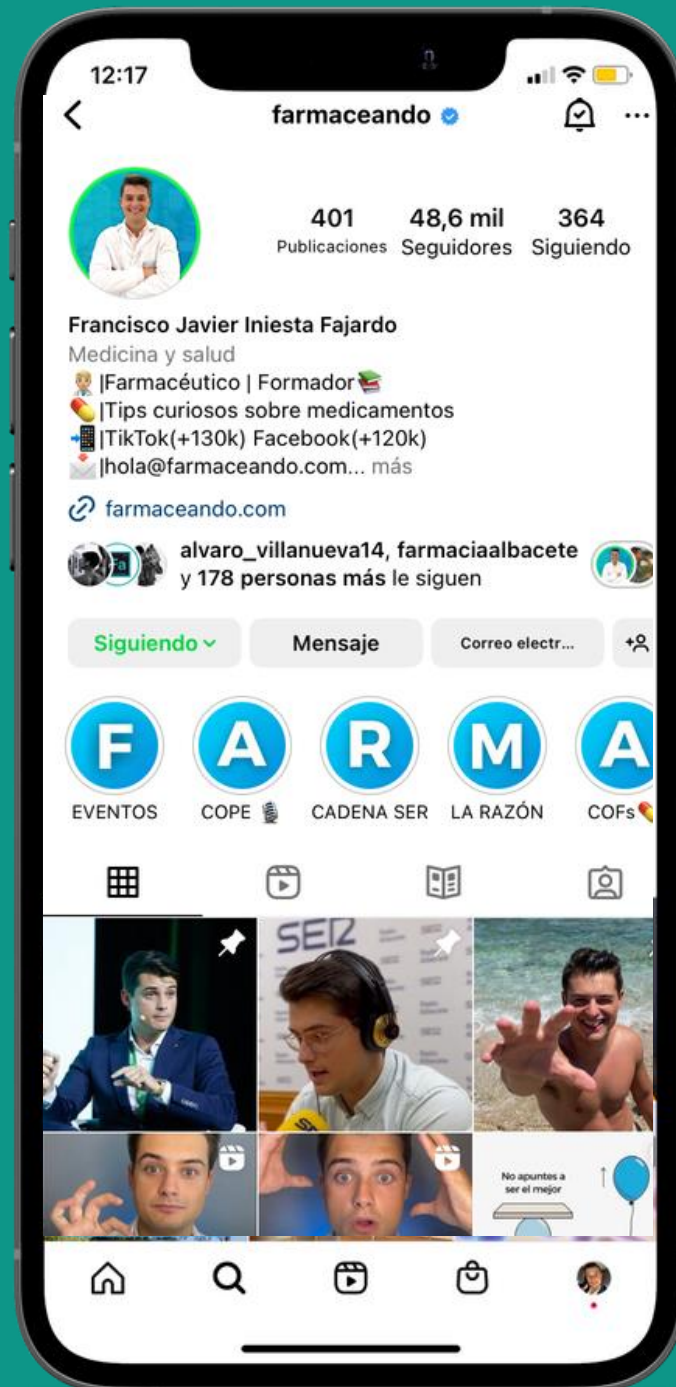 12:17
farmaceando
401 48,6 mil 364
Publicaciones Seguidores Siguiendo
Francisco Javier Iniesta Fajardo
Medicina y salud
|Farmacéutico | Formador
|Tips curiosos sobre medicamentos
|TikTok(+130k) Facebook(+120k)
|hola@farmaceando.com... más
farmaceando.com
Fa
alvaro_villanueva14, farmaciaalbacete
y 178 personas más le siguen
Siguiendo Mensaje Correo electr...
F A R M A
EVENTOS COPE CADENA SER LA RAZÓN COFs
SER
No apuntes a
ser el mejor